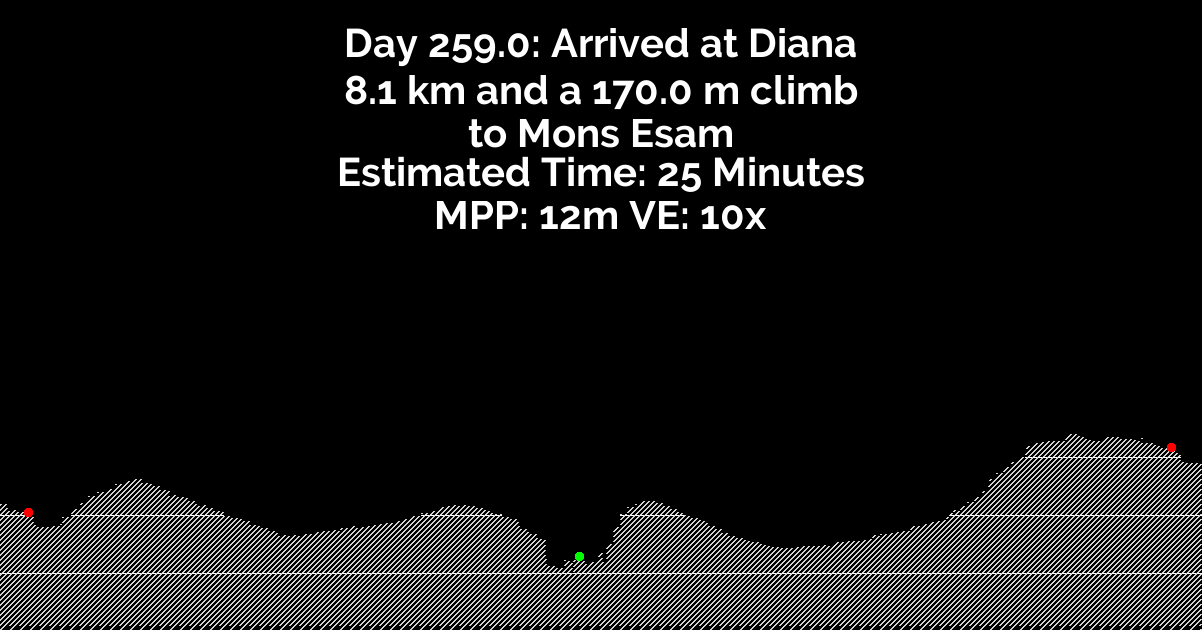 Day 259.0: Arrived at Diana
8.1 km and a 170.0 m climb
to Mons Esam
Estimated Time: 25 Minutes
MPP: 12m VE: 10x